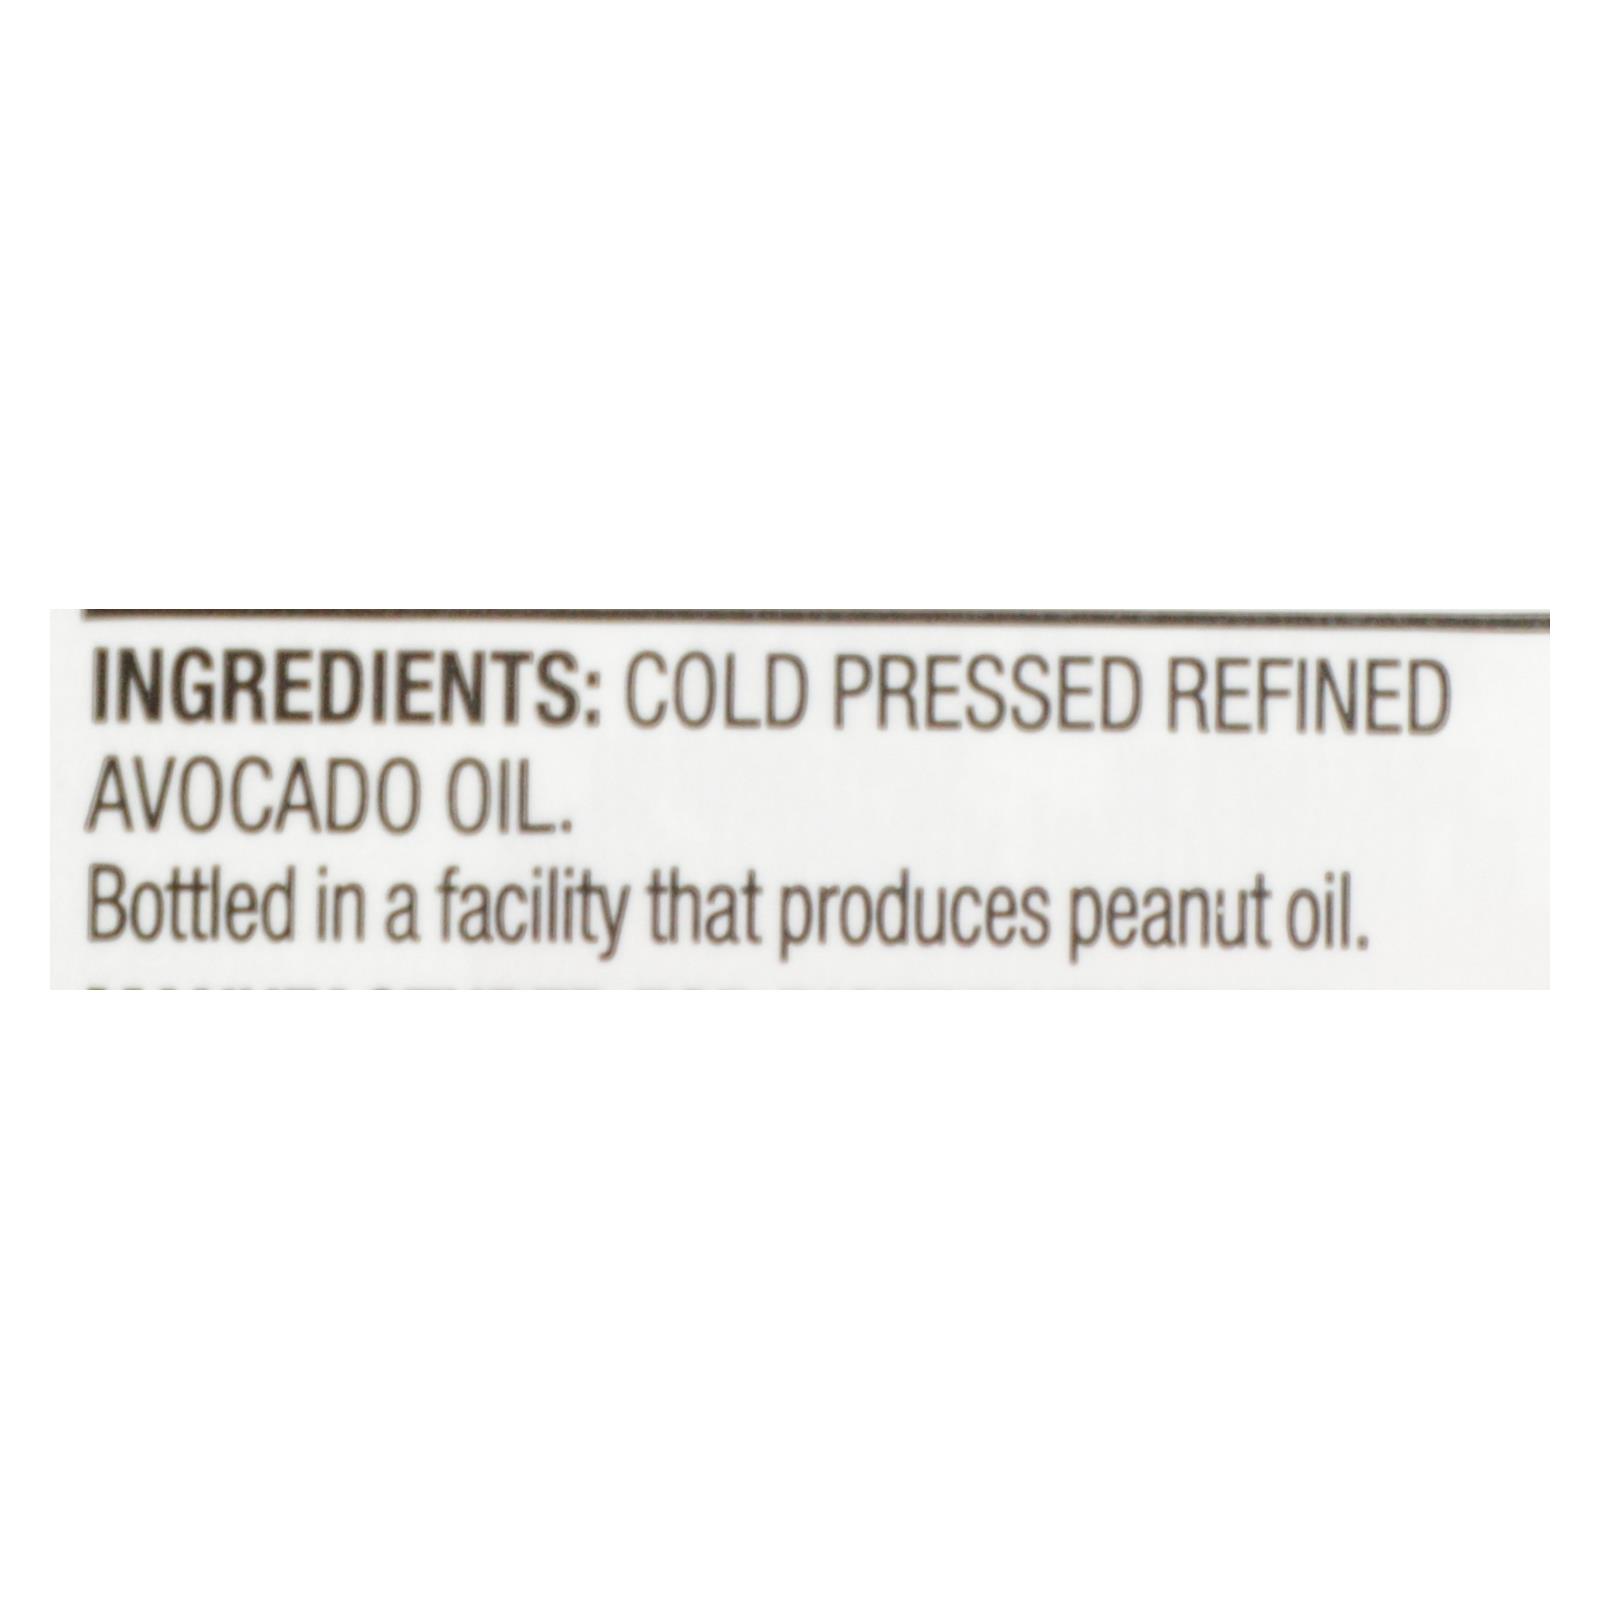 INGREDIENTS: COLD PRESSED REFINED
AVOCADO OIL.
Bottled in a facility that produces peanut oil.